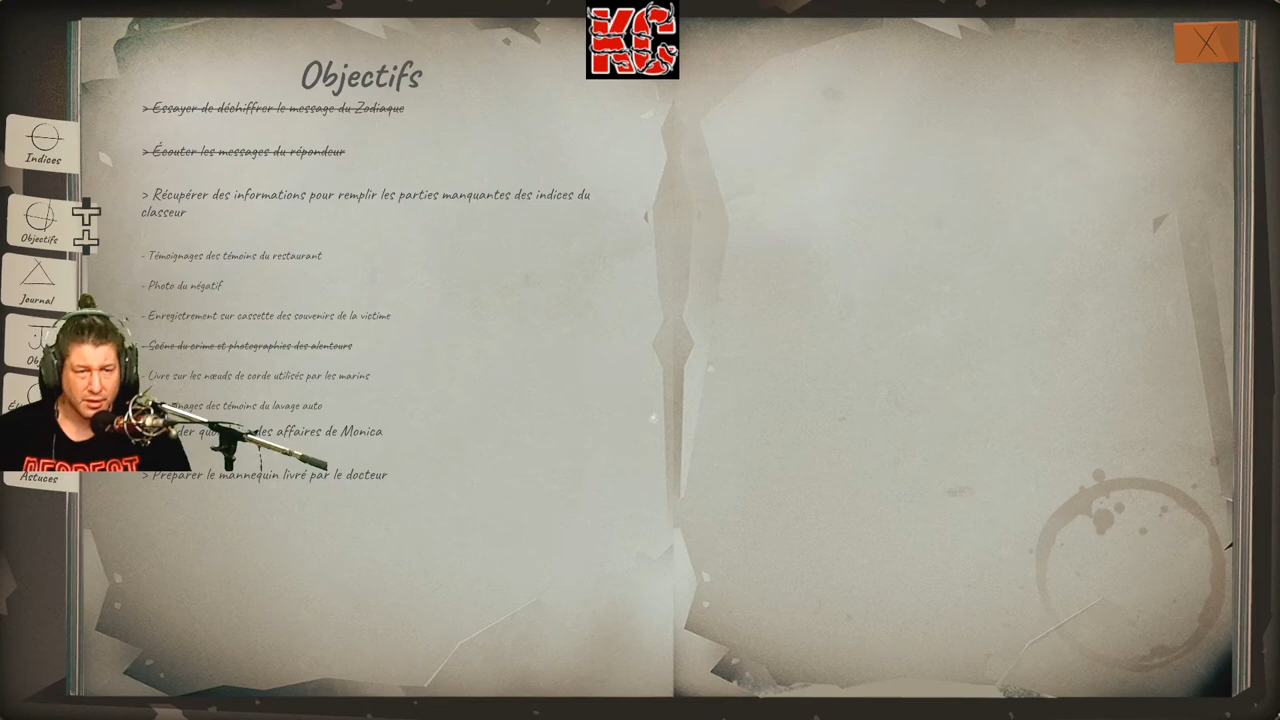 KC
Objectifs
> Essayer de déchiffrer le message du Zodiaque
> Écouter les messages du répondeur
> Récupérer des informations pour remplir les parties manquantes des indices du
classeur
- Témoignages des témoins du restaurant
- Photo du négatif
- Enregistrement sur cassette des souvenirs de la victime
- Scène du crime et photographies des alentours
- Livre sur les nœuds de corde utilisés par les marins
des témoins du lavage auto
des affaires de Monica
> Préparer le mannequin livré par le docteur
Indices
Objectifs
Journal
Astuces
X